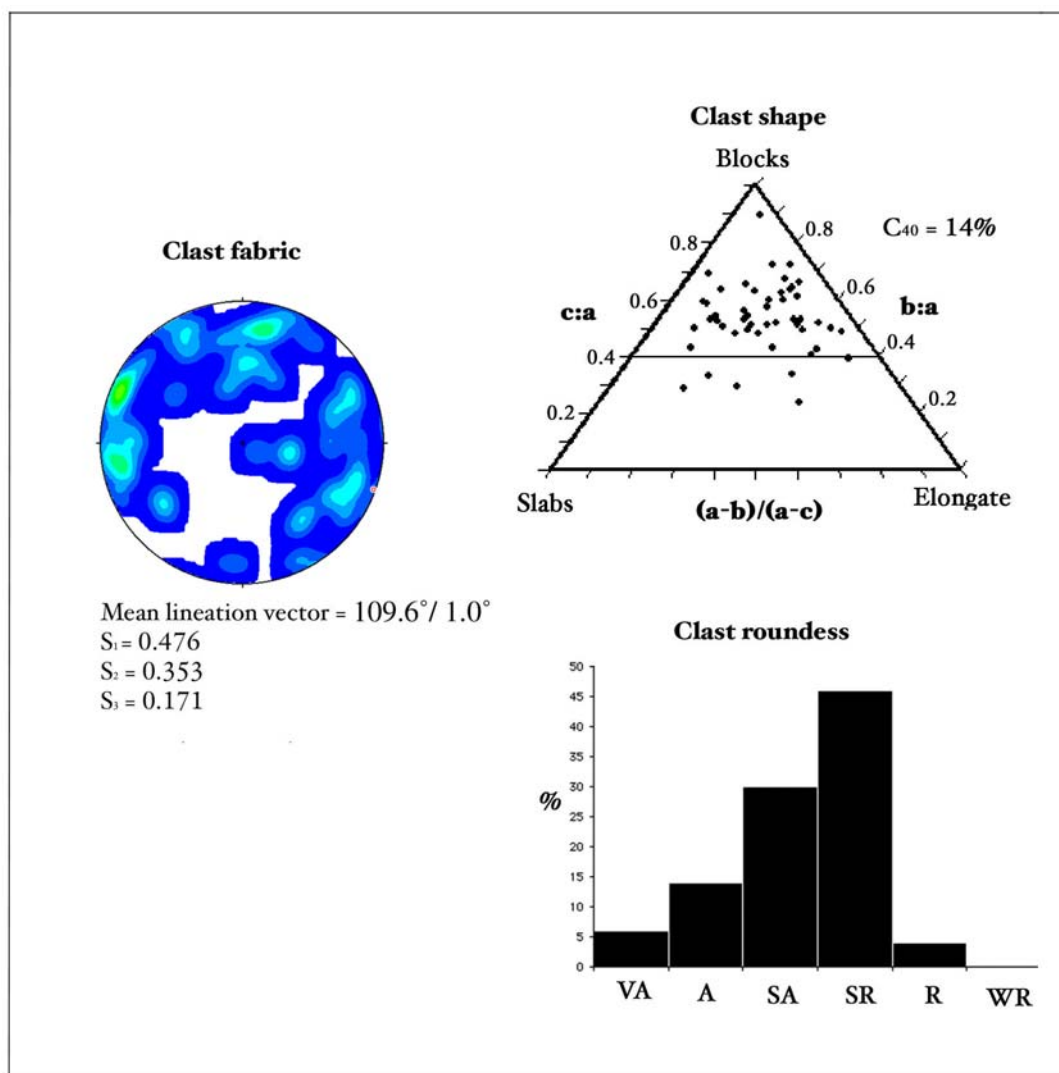 Clast shape
Blocks
C₄₀ = 14%
0.8
0.8
0.6
0.6
c:a
b:a
0.4
0.4
0.2
0.2
Slabs
(a-b)/(a-c)
Elongate
Clast fabric
Mean lineation vector = 109.6°/ 1.0°
S₁ = 0.476
S₂ = 0.353
S₃ = 0.171
Clast roundess
%
50
45
40
35
30
25
20
15
10
5
0
VA A SA SR R WR